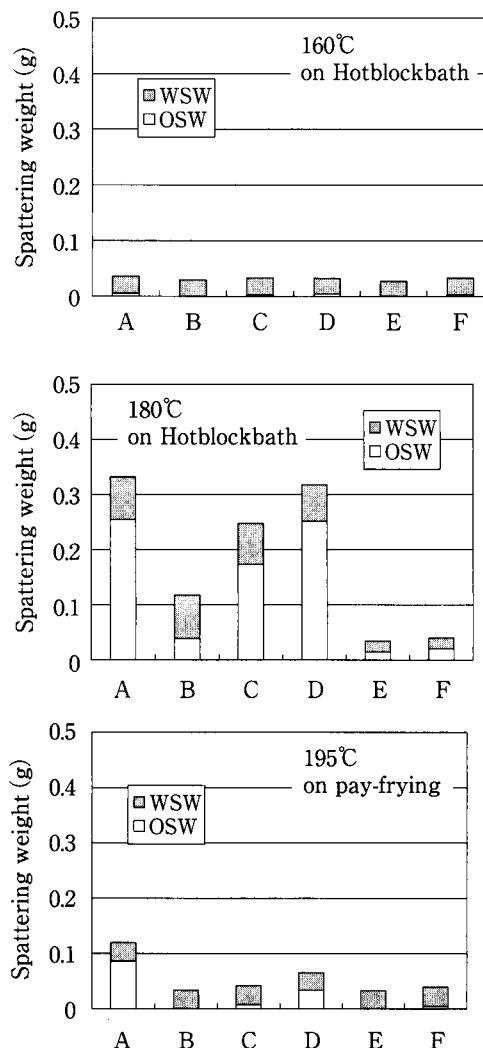 0.5
0.4
0.3
0.2
0.1
0
Spattering weight (g)
160℃
on Hotblockbath
WSW
OSW
A B C D E F
0.5
0.4
0.3
0.2
0.1
0
Spattering weight (g)
180℃
on Hotblockbath
WSW
OSW
A B C D E F
0.5
0.4
0.3
0.2
0.1
0
Spattering weight (g)
195℃
on pay-frying
WSW
OSW
A B C D E F